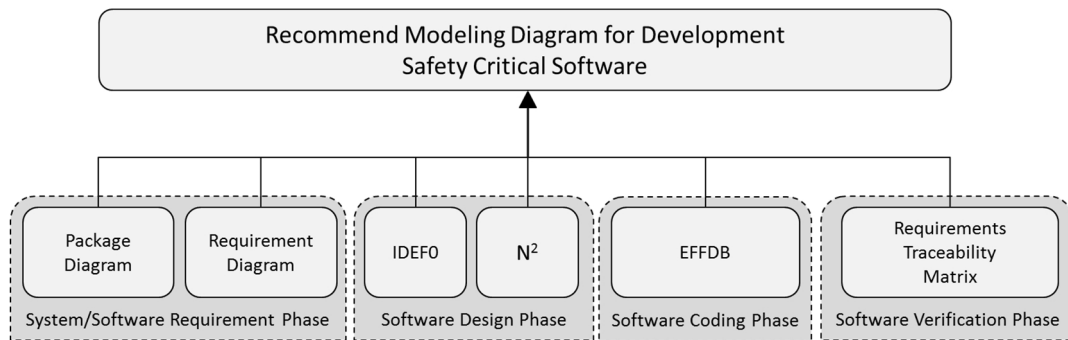 Recommend Modeling Diagram for Development
Safety Critical Software
Package
Diagram
Requirement
Diagram
System/Software Requirement Phase
IDEF0
N²
Software Design Phase
EFFDB
Software Coding Phase
Requirements
Traceability
Matrix
Software Verification Phase